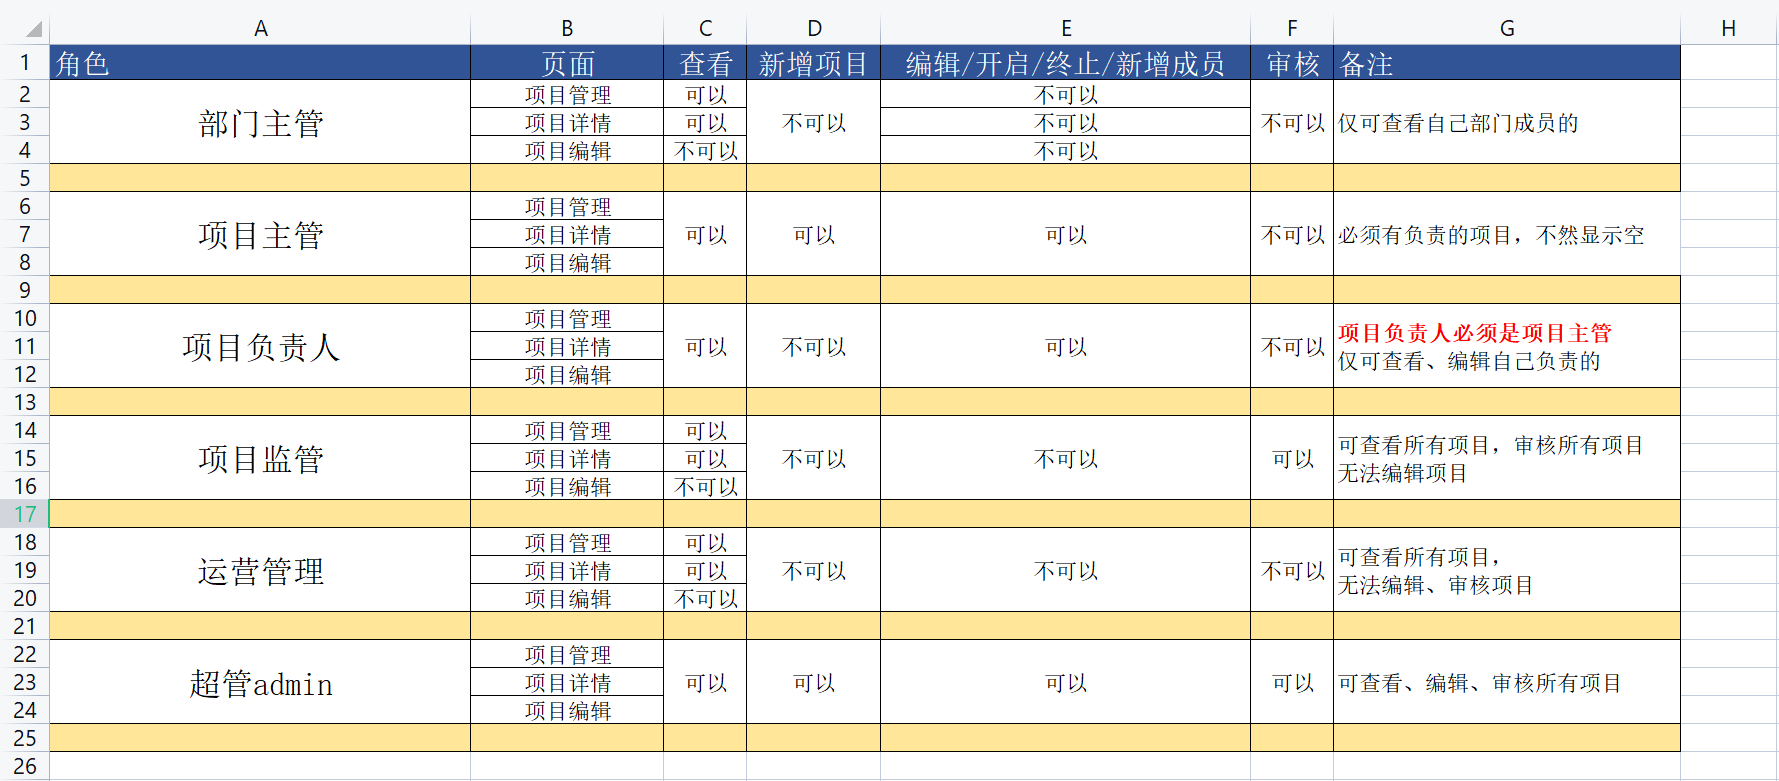 A B C D E F G H
1 角色 页面 查看 新增项目 编辑/开启/终止/新增成员 审核 备注
2 项目管理 可以 不可以
3 部门主管 项目详情 可以 不可以 不可以 不可以 仅可查看自己部门成员的
4 项目编辑 不可以 不可以
5
6 项目管理
7 项目主管 项目详情 可以 可以 可以 不可以 必须有负责的项目，不然显示空
8 项目编辑
9
10 项目管理
项目负责人必须是项目主管
11 项目负责人 项目详情 可以 不可以 可以 不可以
仅可查看、编辑自己负责的
12 项目编辑
13
14 项目管理 可以
可查看所有项目，审核所有项目
15 项目监管 项目详情 可以 不可以 不可以 可以
无法编辑项目
16 项目编辑 不可以
17
18 项目管理 可以
可查看所有项目，
19 运营管理 项目详情 可以 不可以 不可以 不可以
无法编辑、审核项目
20 项目编辑 不可以
21
22 项目管理
23 超管admin 项目详情 可以 可以 可以 可以 可查看、编辑、审核所有项目
24 项目编辑
25
26